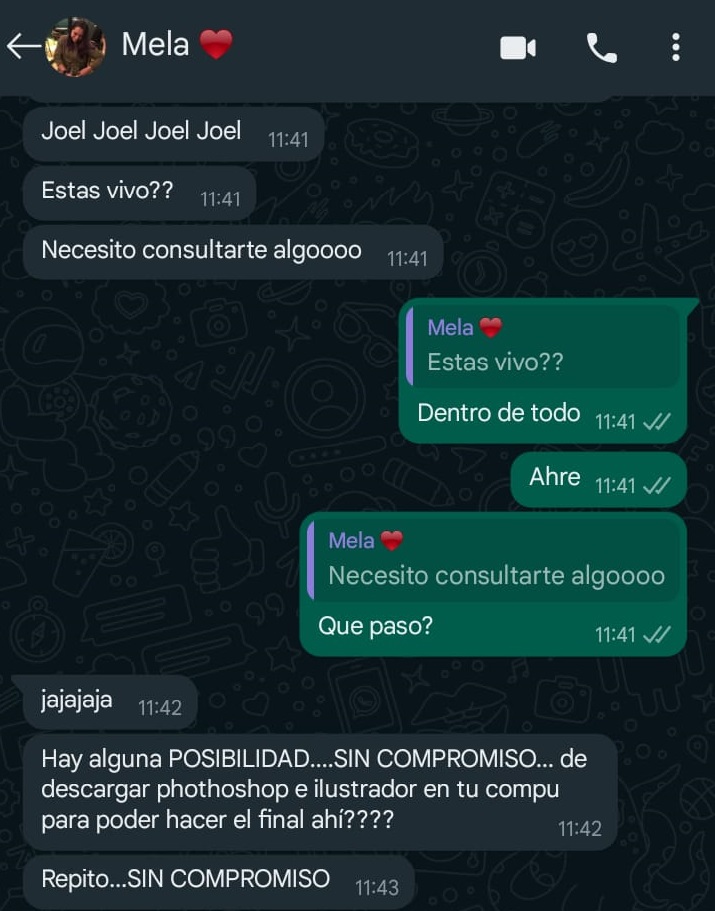 Mela ❤️
Joel Joel Joel Joel 11:41
Estas vivo?? 11:41
Necesito consultarte algoooo 11:41
Mela ❤️
Estas vivo??
Dentro de todo 11:41
Ahre 11:41
Mela ❤️
Necesito consultarte algoooo
Que paso? 11:41
jajajaja 11:42
Hay alguna POSIBILIDAD....SIN COMPROMISO... de
descargar phothoshop e ilustrador en tu compu
para poder hacer el final ahí???? 11:42
Repito...SIN COMPROMISO 11:43